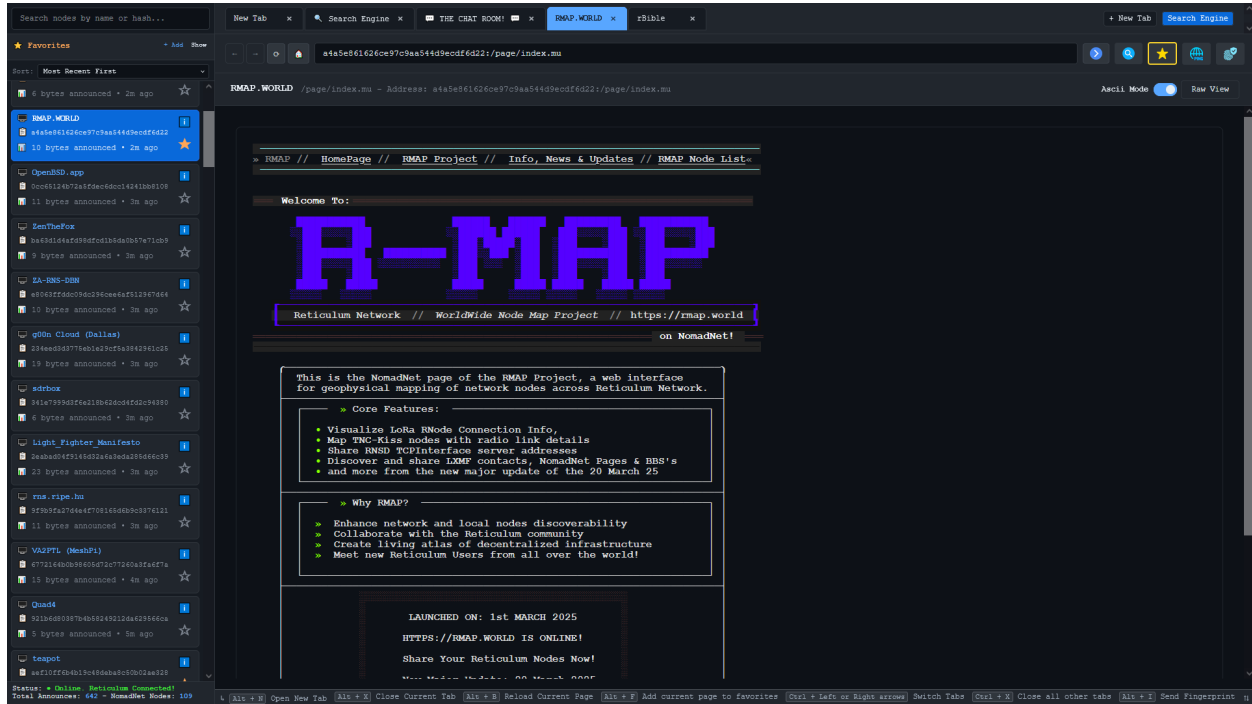 Search nodes by name or hash...
★ Favorites + Add Show
Sort: Most Recent First
6 bytes announced • 2m ago
RMAP.WORLD
a4a5e861626ce97c9aa544d9ecdf6d22
10 bytes announced • 2m ago
OpenBSD.app
0cc65124b72a5fdec6dcc14241bb8108
11 bytes announced • 3m ago
ZenTheFox
ba63d1d4afd98dfcd1b5da0b57e71cb9
9 bytes announced • 3m ago
ZA-RNS-DBN
e8063ffddc09dc296cee6af512967d64
10 bytes announced • 3m ago
g00n Cloud (Dallas)
234eed3d3775eb1e29cf5a3842961c25
19 bytes announced • 3m ago
sdrbox
6 bytes announced • 3m ago
Light_Fighter_Manifesto
2eabad04f9145d32a6a3eda285d66c39
23 bytes announced • 3m ago
rns.ripe.hu
9f9b9fa27d4e4f708165d6b9c3376121
11 bytes announced • 3m ago
VA2PTL (MeshPi)
6772164b0b98605d72c77260a3fa6f7a
15 bytes announced • 4m ago
Quad4
921b6d80387b4b58249212da629566ca
5 bytes announced • 5m ago
teapot
aef10ff6b4b19c48deba8c50b02ae328
Status: ● Online. Reticulum Connected!
Total Announces: 642 - NomadNet Nodes: 109
New Tab × Search Engine × THE CHAT ROOM! × RMAP.WORLD × rBible × + New Tab Search Engine
a4a5e861626ce97c9aa544d9ecdf6d22:/page/index.mu
RMAP.WORLD /page/index.mu - Address: a4a5e861626ce97c9aa544d9ecdf6d22:/page/index.mu Ascii Mode Raw View
» RMAP // HomePage // RMAP Project // Info, News & Updates // RMAP Node List«
Welcome To:
R-MAP
Reticulum Network // WorldWide Node Map Project // https://rmap.world
on NomadNet!
This is the NomadNet page of the RMAP Project, a web interface
for geophysical mapping of network nodes across Reticulum Network.
» Core Features:
• Visualize LoRa RNode Connection Info,
• Map TNC-Kiss nodes with radio link details
• Share RNSD TCPInterface server addresses
• Discover and share LXMF contacts, NomadNet Pages & BBS's
• and more from the new major update of the 20 March 25
» Why RMAP?
» Enhance network and local nodes discoverability
» Collaborate with the Reticulum community
» Create living atlas of decentralized infrastructure
» Meet new Reticulum Users from all over the world!
LAUNCHED ON: 1st MARCH 2025
HTTPS://RMAP.WORLD IS ONLINE!
Share Your Reticulum Nodes Now!
New Major Update: 20 March 2025
Alt + N Open New Tab Alt + X Close Current Tab Alt + B Reload Current Page Alt + F Add current page to favorites Ctrl + Left or Right arrows Switch Tabs Ctrl + X Close all other tabs Alt + I Send Fingerprint